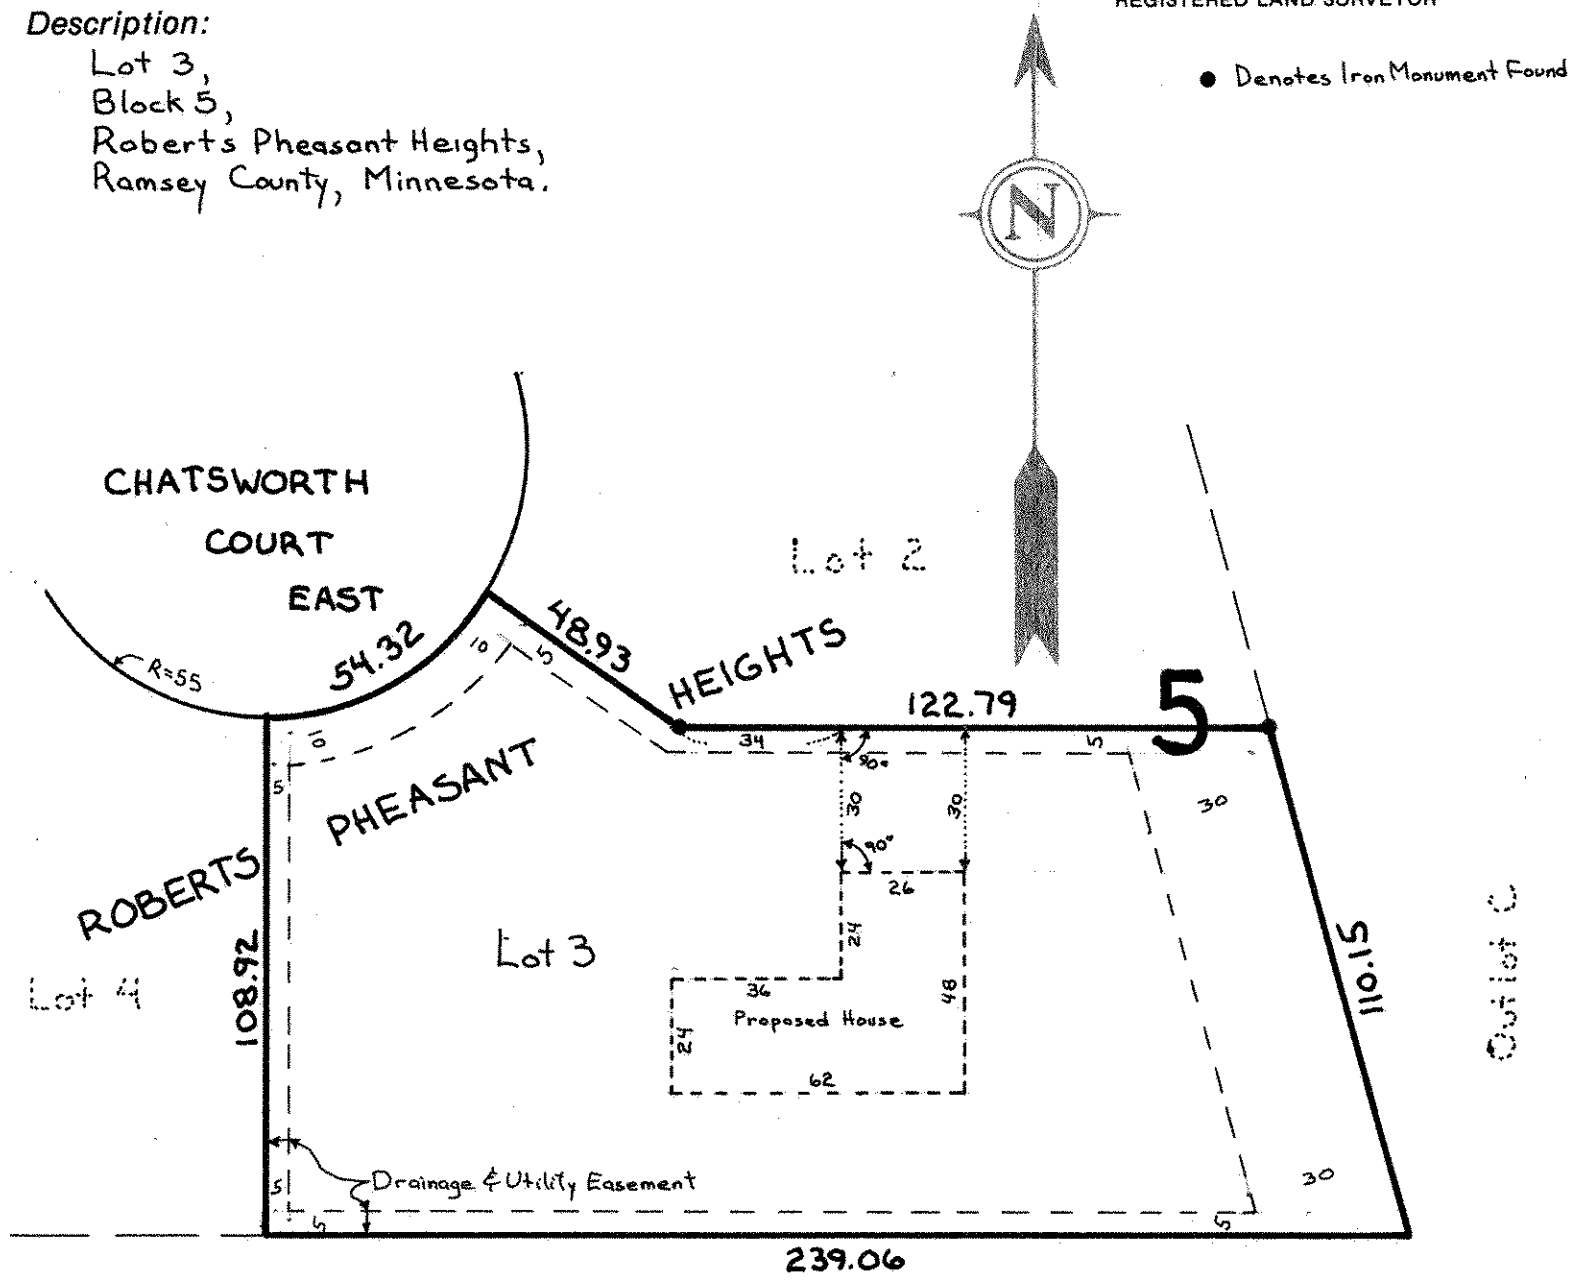 REGISTERED LAND SURVEYOR
Description:
Lot 3,
Block 5,
Roberts Pheasant Heights,
Ramsey County, Minnesota.
● Denotes Iron Monument Found
N
CHATSWORTH
COURT
EAST
R=55
54.32
48.93
10
5
Lot 2
HEIGHTS
122.79
5
34
90°
5
30
30
30
90°
10
5
PHEASANT
ROBERTS
26
24
Lot 3
108.92
Lot 4
36
48
Proposed House
24
62
110.15
Outlot C
Drainage & Utility Easement
5
5
30
5
239.06